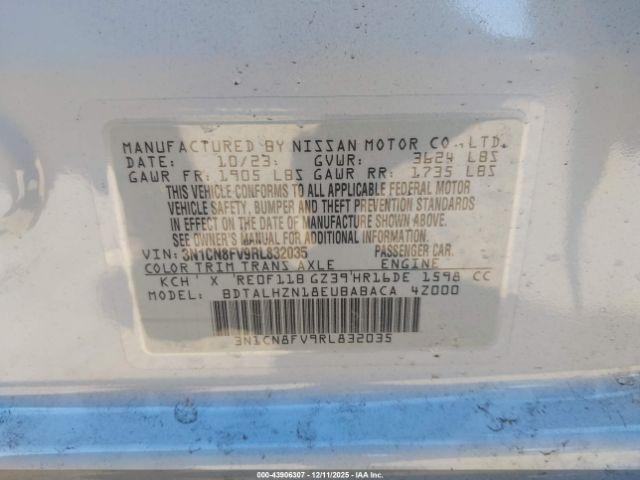 MANUFACTURED BY NISSAN MOTOR CO., LTD.
DATE: 10/23 GVWR: 3624 LBS
GAWR FR: 1905 LBS GAWR RR: 1735 LBS
THIS VEHICLE CONFORMS TO ALL APPLICABLE FEDERAL MOTOR
VEHICLE SAFETY, BUMPER AND THEFT PREVENTION STANDARDS
IN EFFECT ON THE DATE OF MANUFACTURE SHOWN ABOVE.
SEE OWNER'S MANUAL FOR ADDITIONAL INFORMATION
VIN: 3N1CN8FV9RL832035 PASSENGER CAR
COLOR TRIM TRANS AXLE ENGINE
KCH X RE0F11B GZ39 HR16DE 1598 CC
MODEL: BDTALHZN18EUBABACA 4Z000
3N1CN8FV9RL832035
000-43906307 - 12/11/2025 - IAAI.COM